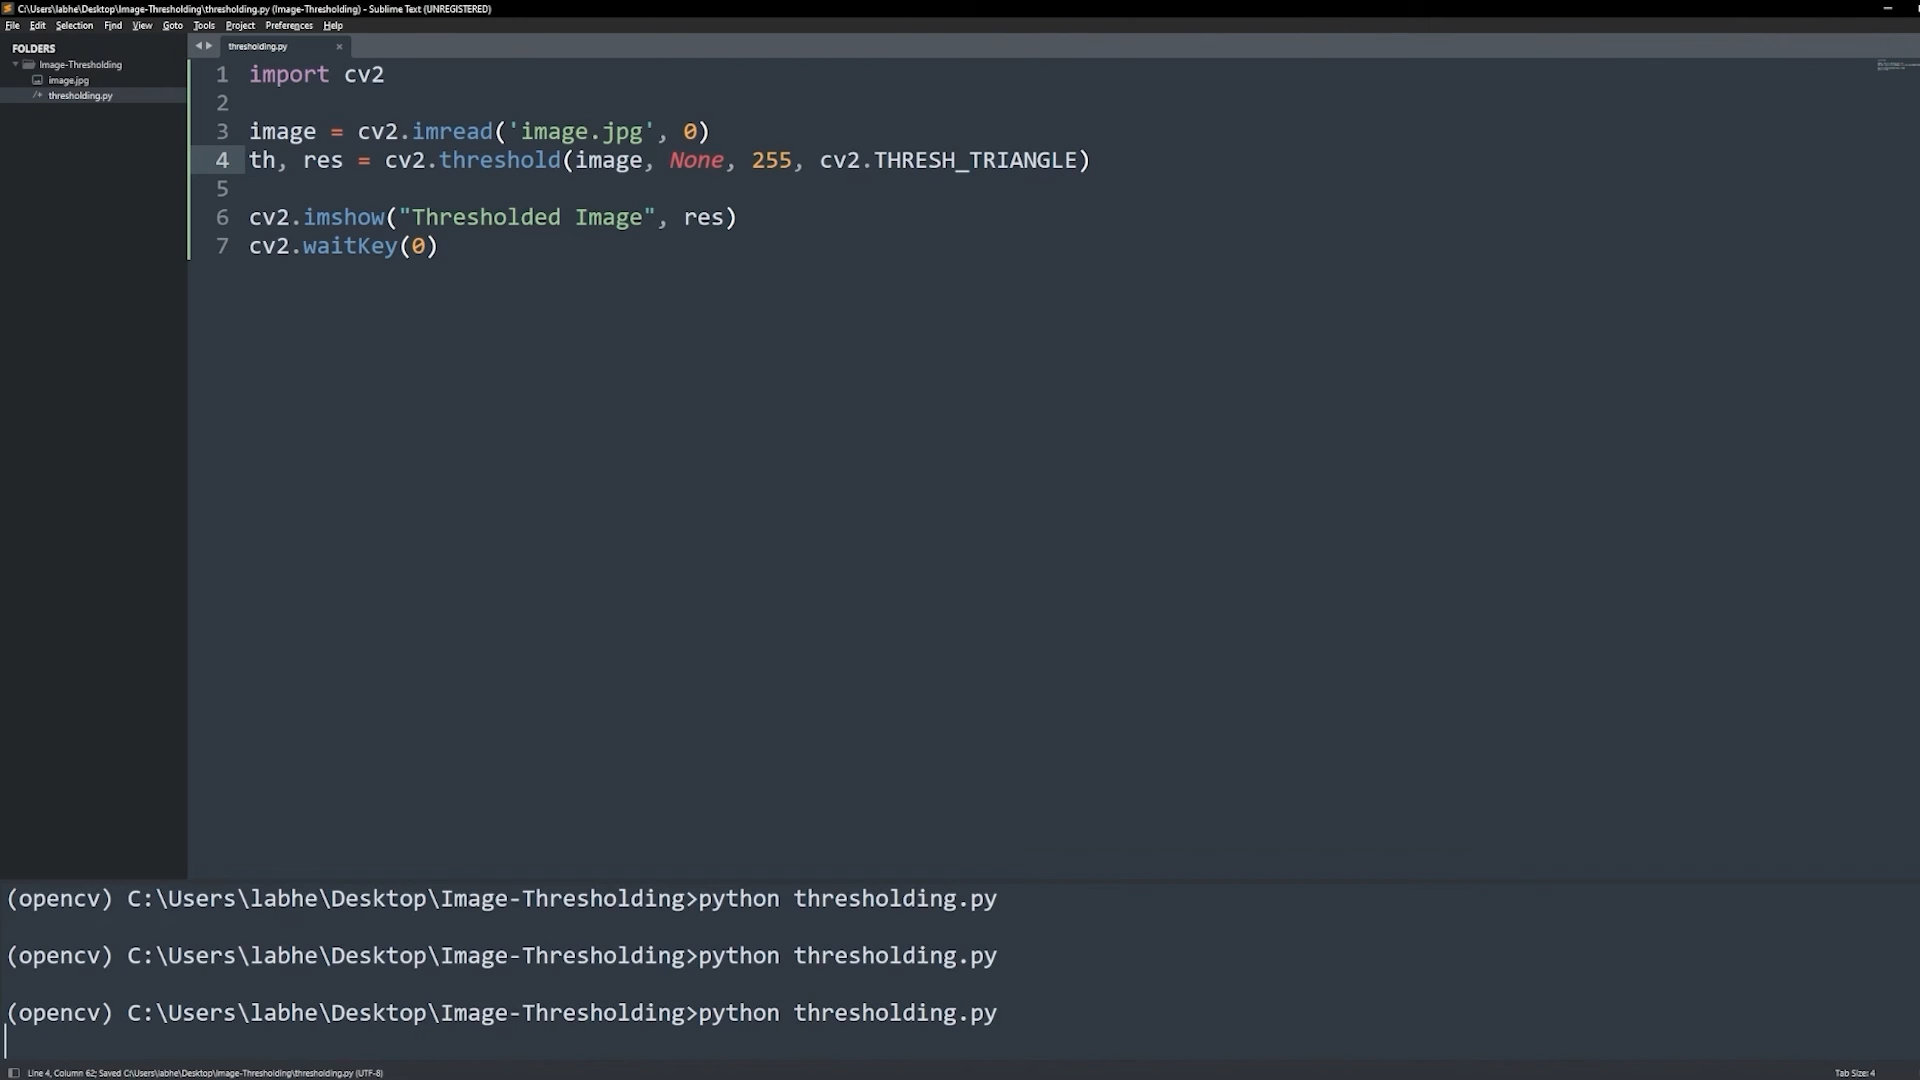 C:\Users\labhe\Desktop\Image-Thresholding\thresholding.py (Image-Thresholding) - Sublime Text (UNREGISTERED)
File Edit Selection Find View Goto Tools Project Preferences Help
FOLDERS
Image-Thresholding
image.jpg
thresholding.py
thresholding.py
1 import cv2
2
3 image = cv2.imread('image.jpg', 0)
4 th, res = cv2.threshold(image, None, 255, cv2.THRESH_TRIANGLE)
5
6 cv2.imshow("Thresholded Image", res)
7 cv2.waitKey(0)
(opencv) C:\Users\labhe\Desktop\Image-Thresholding>python thresholding.py
(opencv) C:\Users\labhe\Desktop\Image-Thresholding>python thresholding.py
(opencv) C:\Users\labhe\Desktop\Image-Thresholding>python thresholding.py
Line 4, Column 62; Saved C:\Users\labhe\Desktop\Image-Thresholding\thresholding.py (UTF-8)
Tab Size: 4